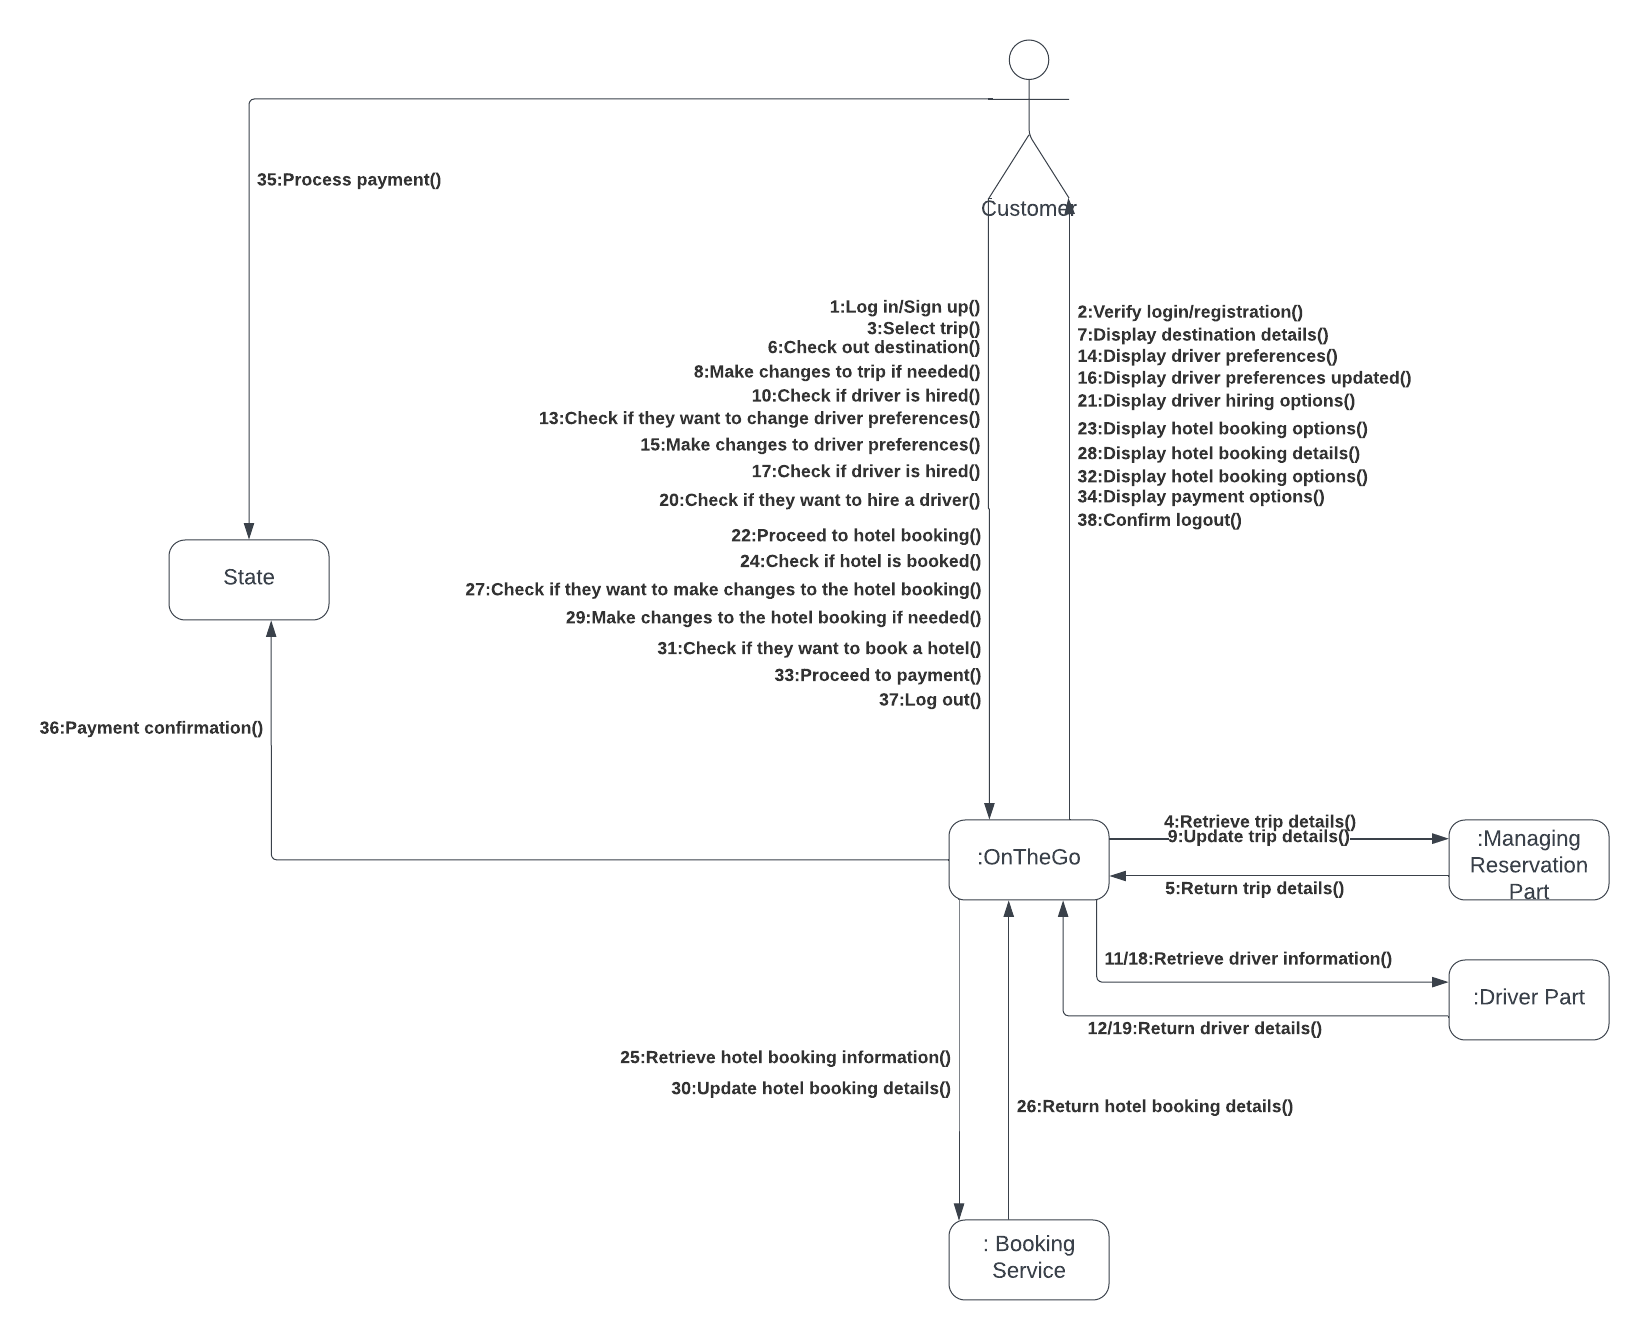 35:Process payment()
Customer
1:Log in/Sign up()
3:Select trip()
6:Check out destination()
8:Make changes to trip if needed()
10:Check if driver is hired()
13:Check if they want to change driver preferences()
15:Make changes to driver preferences()
17:Check if driver is hired()
20:Check if they want to hire a driver()
22:Proceed to hotel booking()
24:Check if hotel is booked()
27:Check if they want to make changes to the hotel booking()
29:Make changes to the hotel booking if needed()
31:Check if they want to book a hotel()
33:Proceed to payment()
37:Log out()
2:Verify login/registration()
7:Display destination details()
14:Display driver preferences()
16:Display driver preferences updated()
21:Display driver hiring options()
23:Display hotel booking options()
28:Display hotel booking details()
32:Display hotel booking options()
34:Display payment options()
38:Confirm logout()
State
36:Payment confirmation()
:OnTheGo
4:Retrieve trip details()
9:Update trip details()
5:Return trip details()
:Managing
Reservation
Part
11/18:Retrieve driver information()
:Driver Part
12/19:Return driver details()
25:Retrieve hotel booking information()
30:Update hotel booking details()
26:Return hotel booking details()
: Booking
Service